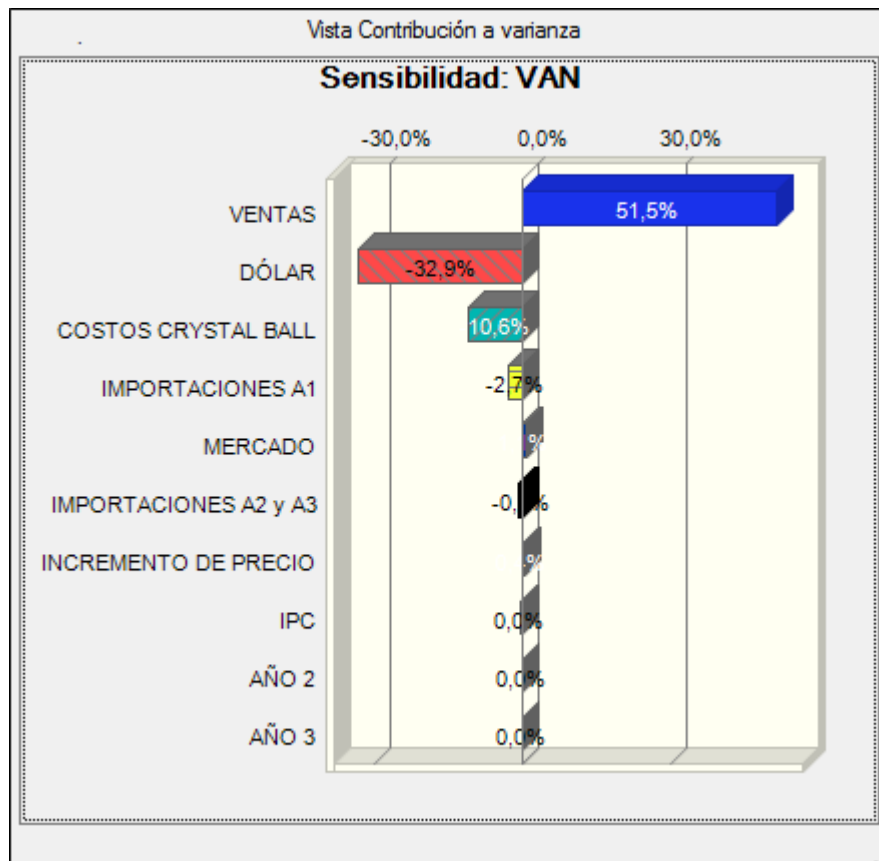 Vista Contribución a varianza
Sensibilidad: VAN
-30,0% 0,0% 30,0%
VENTAS 51,5%
DÓLAR -32,9%
COSTOS CRYSTAL BALL 10,6%
IMPORTACIONES A1 -2,7%
MERCADO
IMPORTACIONES A2 y A3
INCREMENTO DE PRECIO
IPC 0,0%
AÑO 2 0,0%
AÑO 3 0,0%